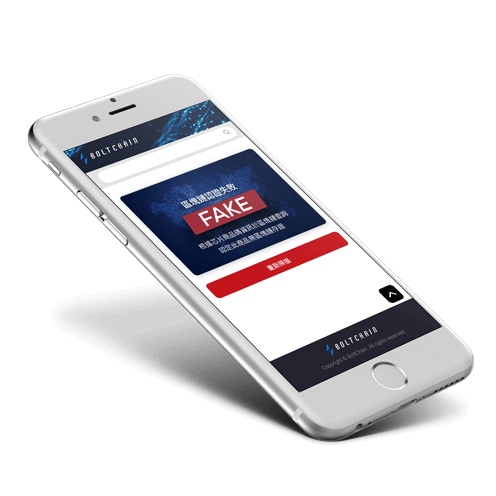 BOLTCHAIN
區塊鏈認證失敗
FAKE
根據芯片商品碼資訊於區塊鏈查詢
認定此商品無區塊鏈存證
重新掃描
BOLTCHAIN
Copyright © BoltChain. All rights reserved.